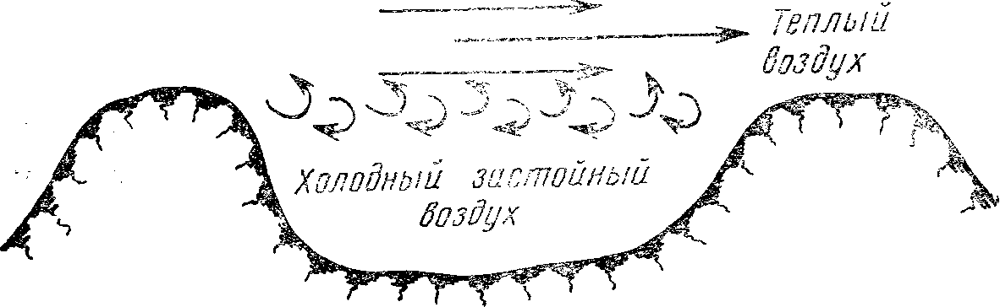 Теплый
воздух
Холодный застойный
воздух